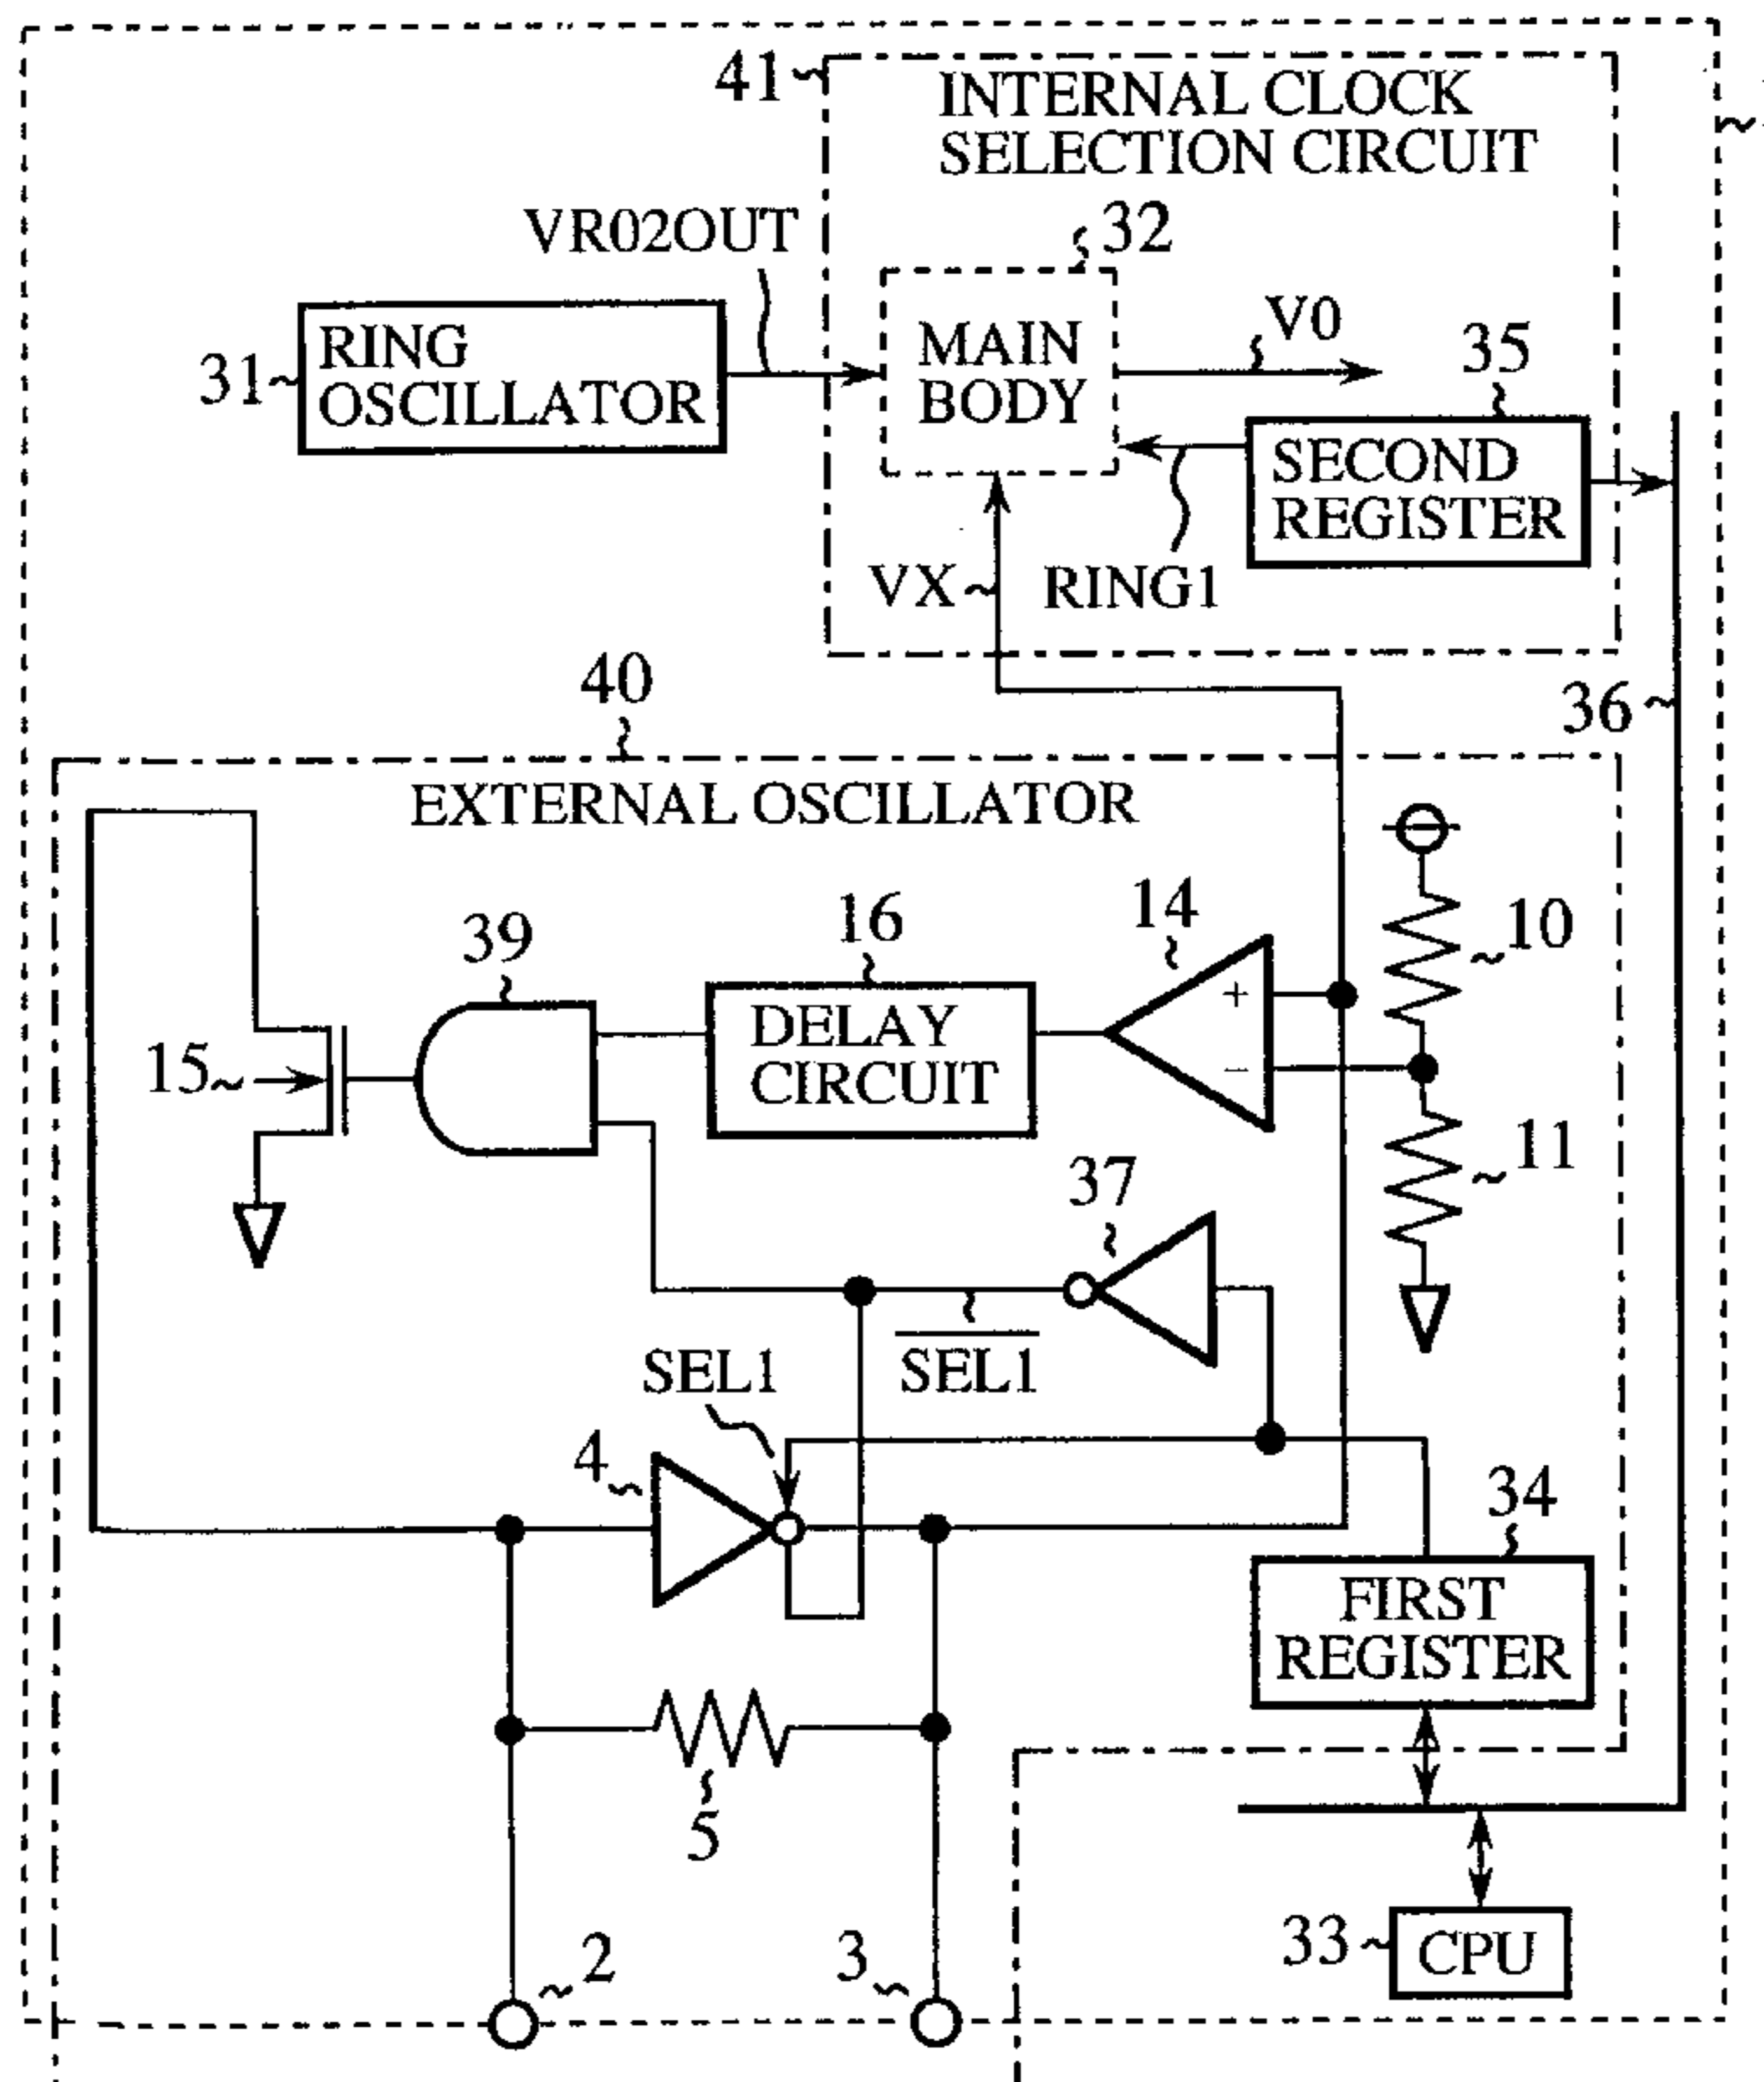 41
INTERNAL CLOCK
SELECTION CIRCUIT
VR02OUT
32
V0
35
31
RING
OSCILLATOR
MAIN
BODY
SECOND
REGISTER
VX
RING1
40
36
EXTERNAL OSCILLATOR
39
16
14
10
DELAY
CIRCUIT
+
−
15
11
37
SEL1
SEL1
4
34
FIRST
REGISTER
5
2
3
33
CPU